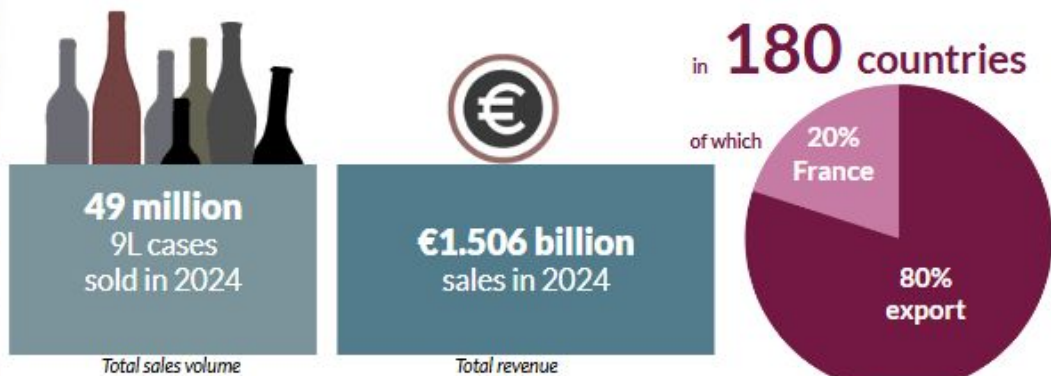 49 million
9L cases
sold in 2024
Total sales volume
€
€1.506 billion
sales in 2024
Total revenue
in 180 countries
of which
20%
France
80%
export